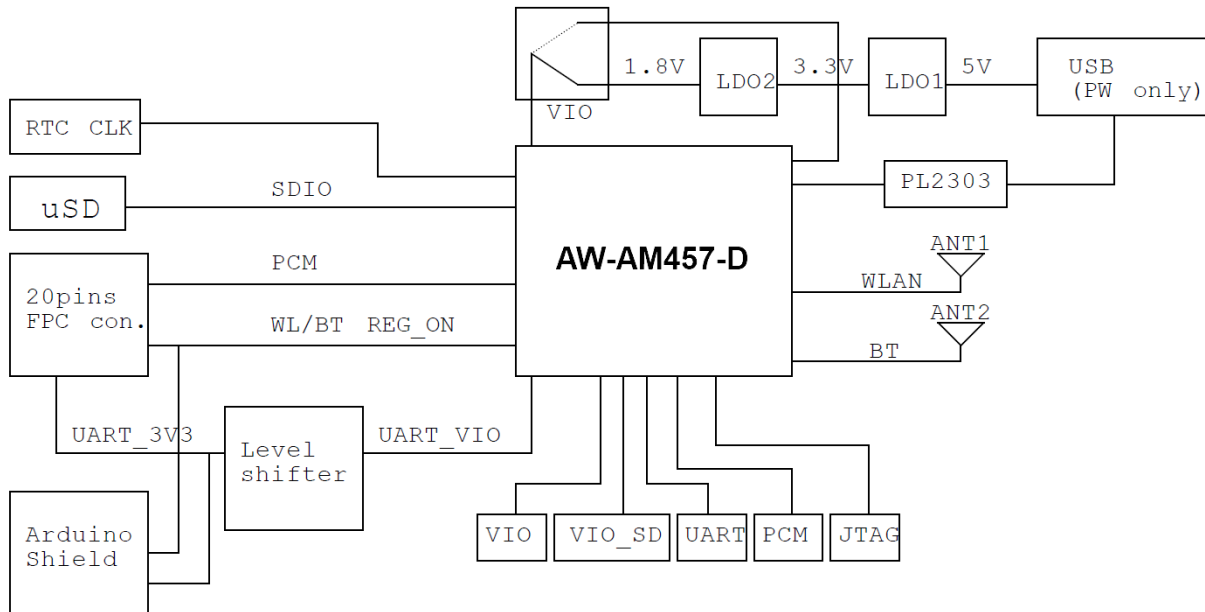 1.8V
3.3V
5V
LDO2
LDO1
USB
(PW only)
VIO
RTC CLK
SDIO
uSD
PL2303
PCM
AW-AM457-D
ANT1
WLAN
20pins
FPC con.
WL/BT REG_ON
ANT2
BT
UART_3V3
Level
shifter
UART_VIO
Arduino
Shield
VIO
VIO_SD
UART
PCM
JTAG